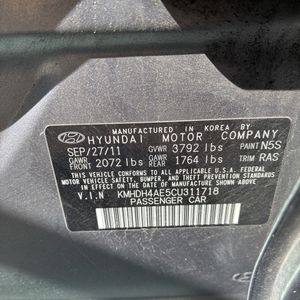 MANUFACTURED IN KOREA BY
HYUNDAI MOTOR COMPANY
SEP/27/11 GVWR 3792 lbs PAINT N5S
GAWR FRONT 2072 lbs GAWR REAR 1764 lbs TRIM RAS
THIS VEHICLE CONFORMS TO ALL APPLICABLE U.S. FEDERAL MOTOR
VEHICLE SAFETY, BUMPER, AND THEFT PREVENTION STANDARDS IN
EFFECT ON THE DATE OF MANUFACTURE SHOWN ABOVE.
V.I.N KMHDH4AE5CU311718
PASSENGER CAR